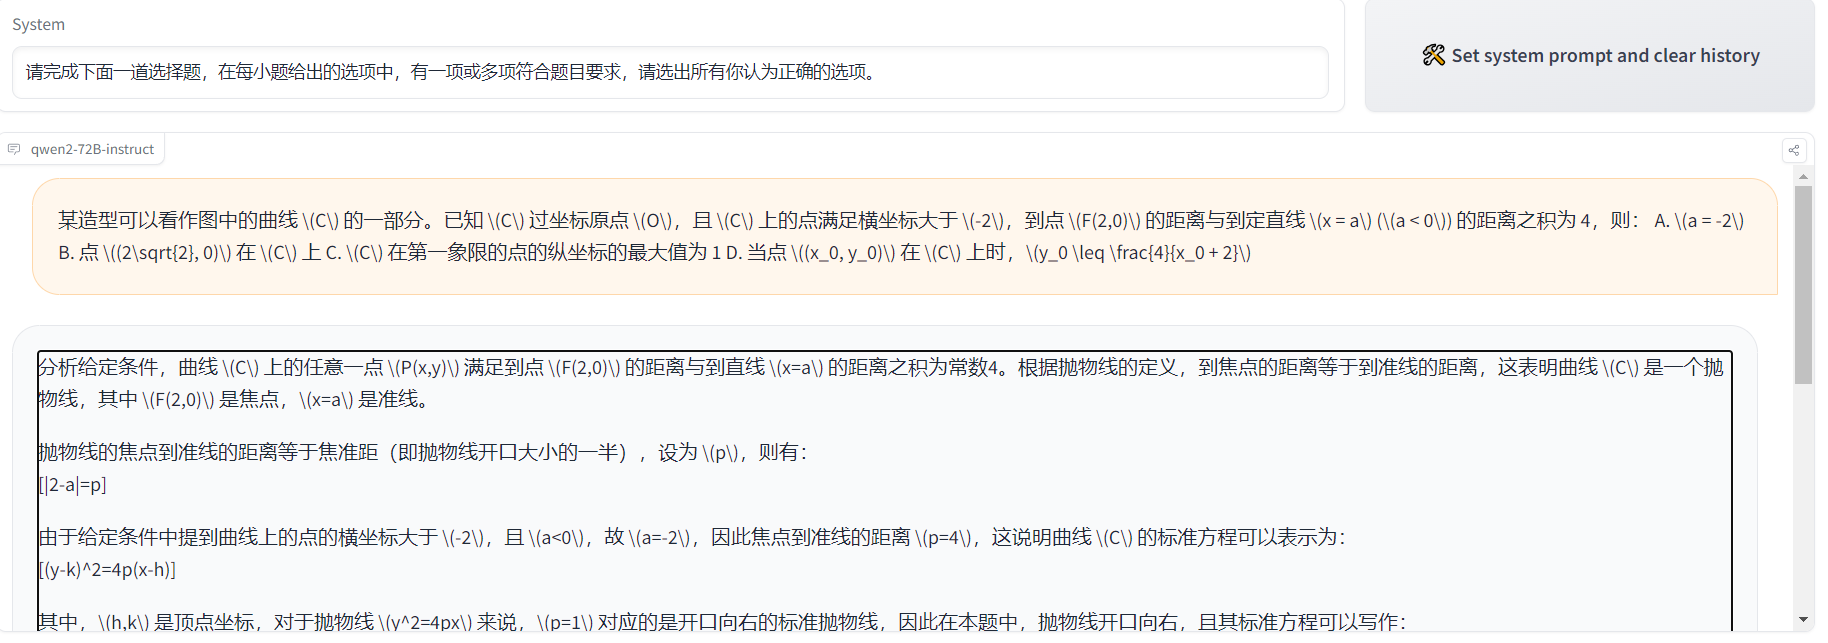 System
请完成下面一道选择题，在每小题给出的选项中，有一项或多项符合题目要求，请选出所有你认为正确的选项。
Set system prompt and clear history
qwen2-72B-instruct
某造型可以看作图中的曲线 \(C\) 的一部分。已知 \(C\) 过坐标原点 \(O\)，且 \(C\) 上的点满足横坐标大于 \(-2\)，到点 \(F(2,0)\) 的距离与到定直线 \(x = a\) (\(a < 0\)) 的距离之积为 4，则： A. \(a = -2\)
B. 点 \((2\sqrt{2}, 0)\) 在 \(C\) 上 C. \(C\) 在第一象限的点的纵坐标的最大值为 1 D. 当点 \((x_0, y_0)\) 在 \(C\) 上时，\(y_0 \leq \frac{4}{x_0 + 2}\)
分析给定条件，曲线 \(C\) 上的任意一点 \(P(x,y)\) 满足到点 \(F(2,0)\) 的距离与到直线 \(x=a\) 的距离之积为常数4。根据抛物线的定义，到焦点的距离等于到准线的距离，这表明曲线 \(C\) 是一个抛
物线，其中 \(F(2,0)\) 是焦点，\(x=a\) 是准线。
抛物线的焦点到准线的距离等于焦准距（即抛物线开口大小的一半），设为 \(p\)，则有：
[|2-a|=p]
由于给定条件中提到曲线上的点的横坐标大于 \(-2\)，且 \(a<0\)，故 \(a=-2\)，因此焦点到准线的距离 \(p=4\)，这说明曲线 \(C\) 的标准方程可以表示为：
[(y-k)^2=4p(x-h)]
其中，\(h,k\) 是顶点坐标，对于抛物线 \(y^2=4px\) 来说，\(p=1\) 对应的是开口向右的标准抛物线，因此在本题中，抛物线开口向右，且其标准方程可以写作：